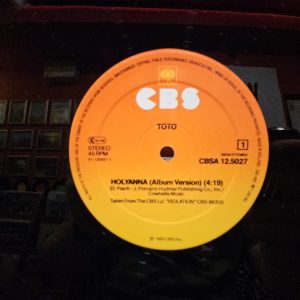 CBS
TOTO
STEREO
45 RPM
1
CBSA 12.5027
HOLYANNA (Album Version) (4:19)
(D. Paich - J. Porcaro) Hudmar Publishing Co., Inc./
Cowbella Music
Taken From The CBS Lp: "ISOLATION" CBS 86305
℗ 1984 CBS Inc.